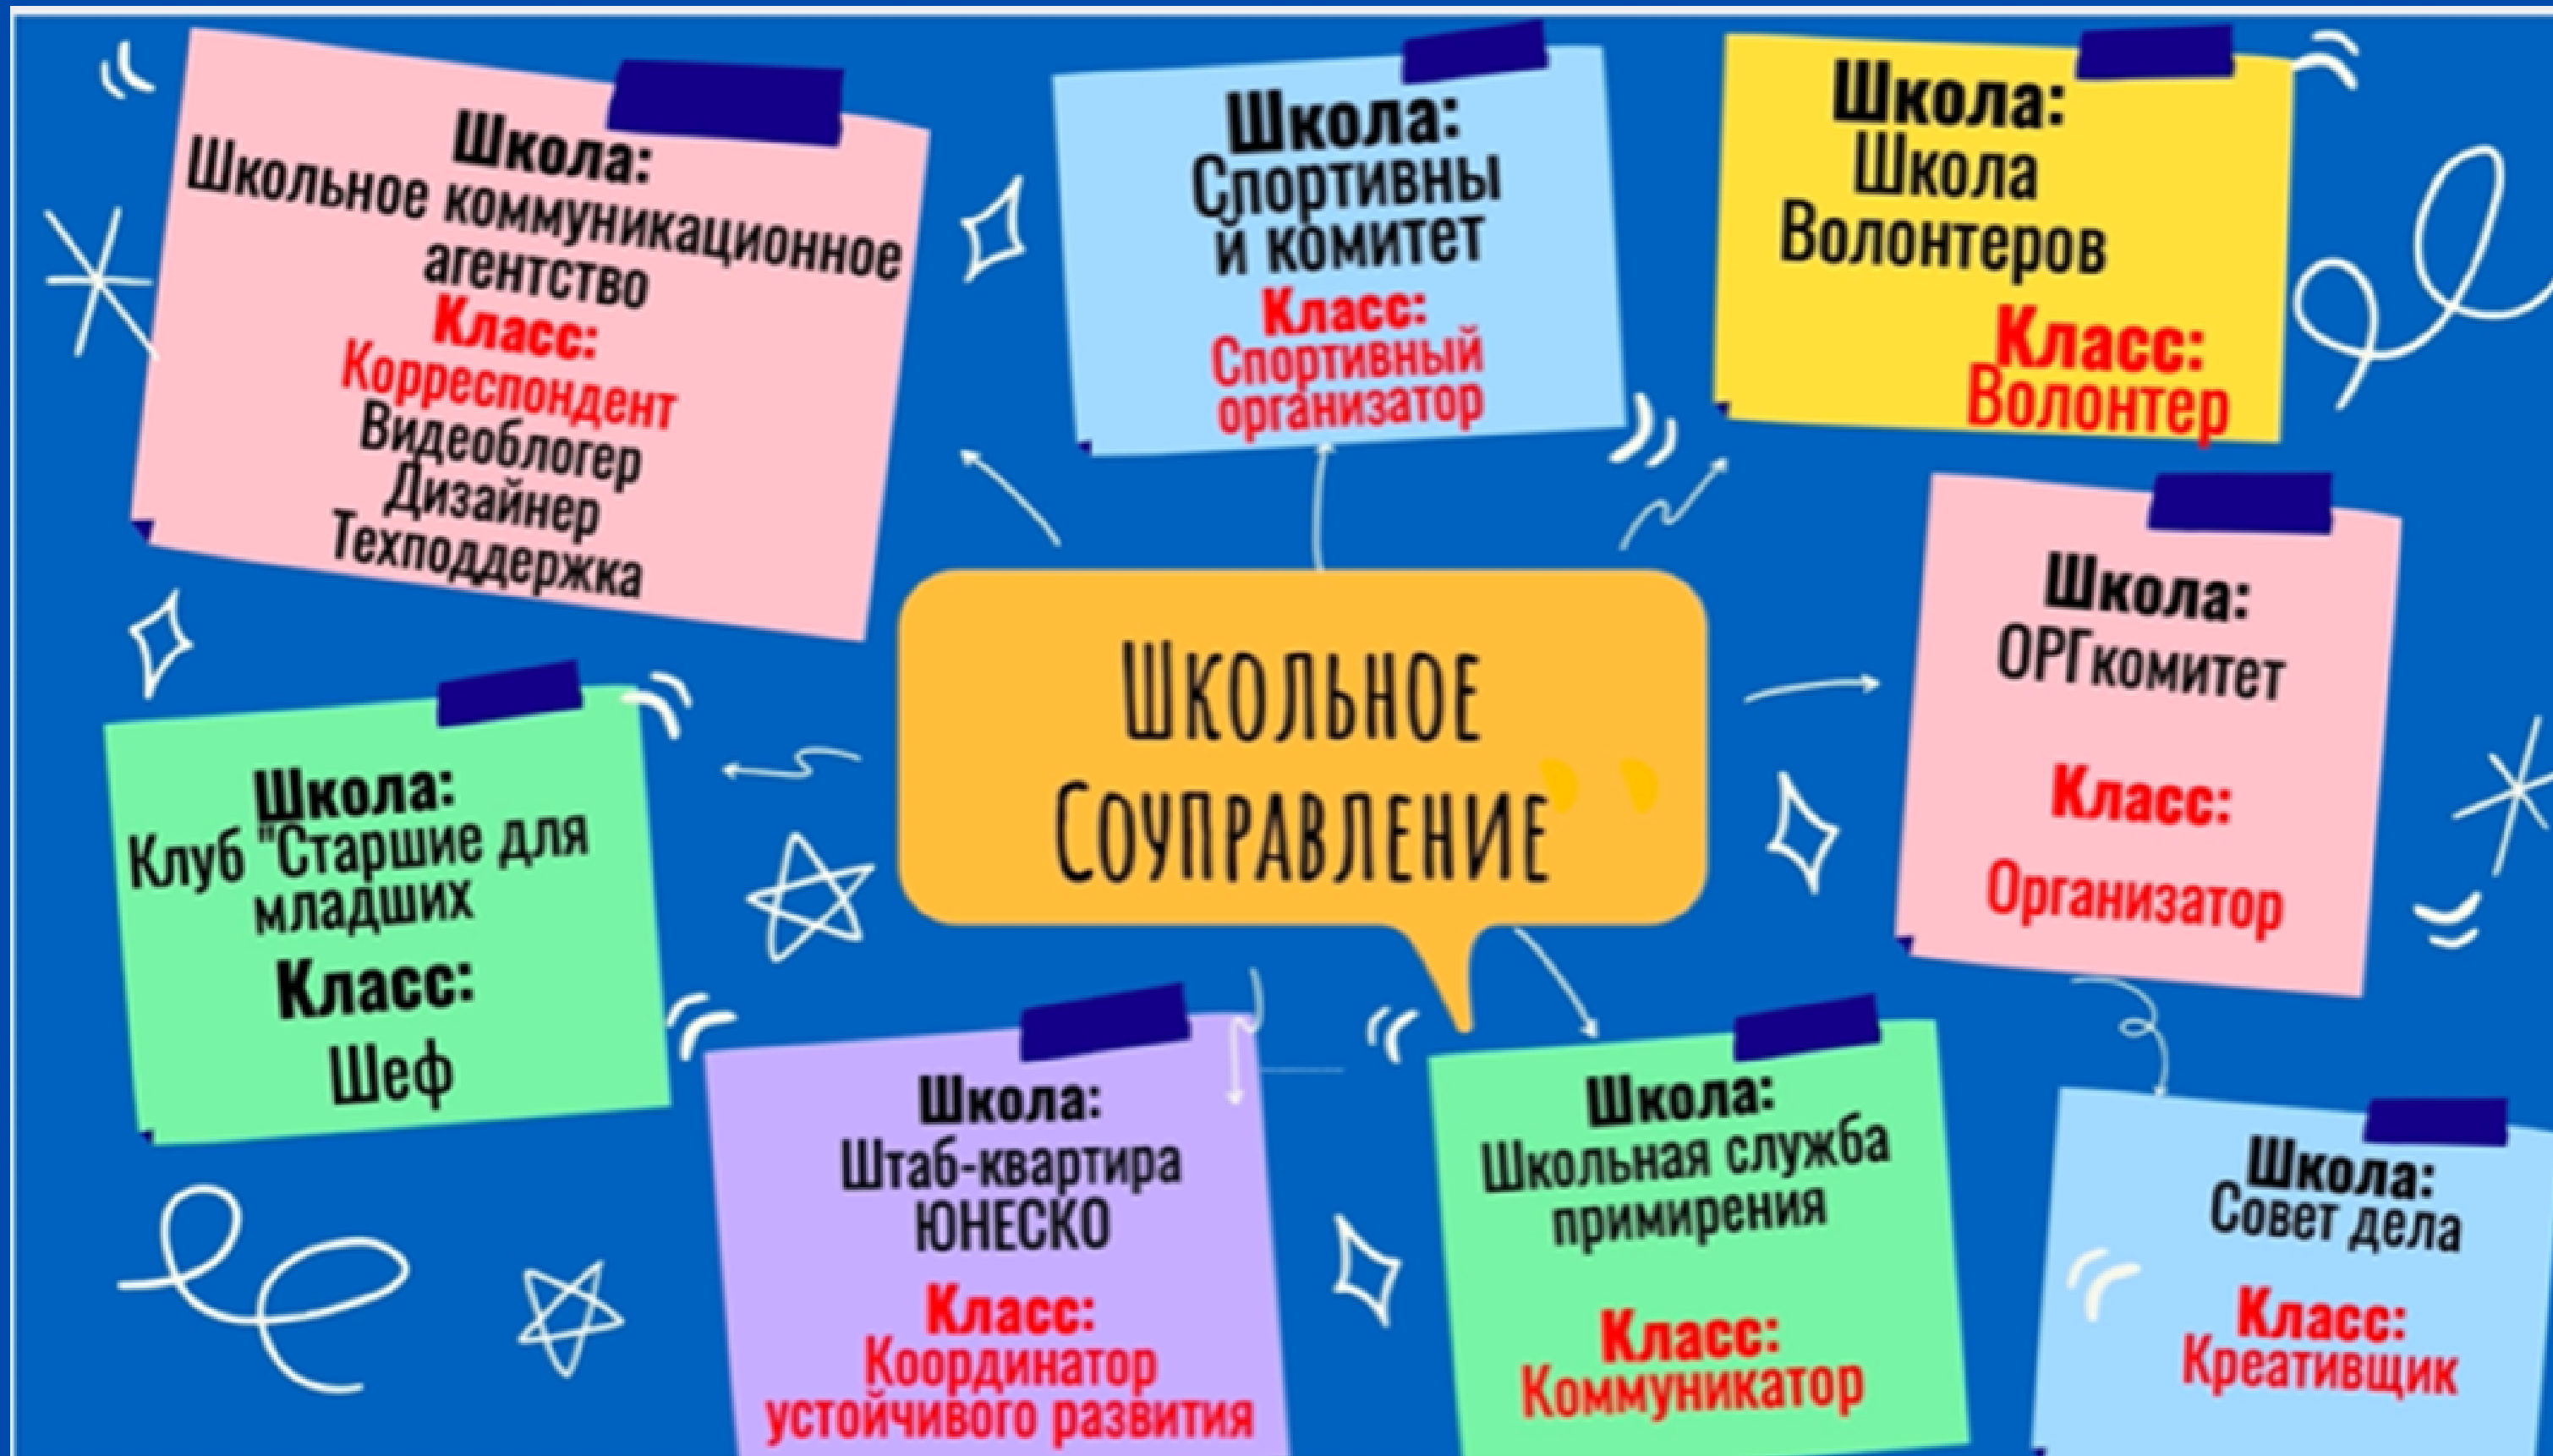 Школа:
Школьное коммуникационное
агентство
Класс:
Корреспондент
Видеоблогер
Дизайнер
Техподдержка
Школа:
Спортивны
й комитет
Класс:
Спортивный
организатор
Школа:
Школа
Волонтеров
Класс:
Волонтер
Школьное
Соуправление
Школа:
ОРГкомитет
Класс:
Организатор
Школа:
Клуб "Старшие для
младших
Класс:
Шеф
Школа:
Штаб-квартира
ЮНЕСКО
Класс:
Координатор
устойчивого развития
Школа:
Школьная служба
примирения
Класс:
Коммуникатор
Школа:
Совет дела
Класс:
Креативщик